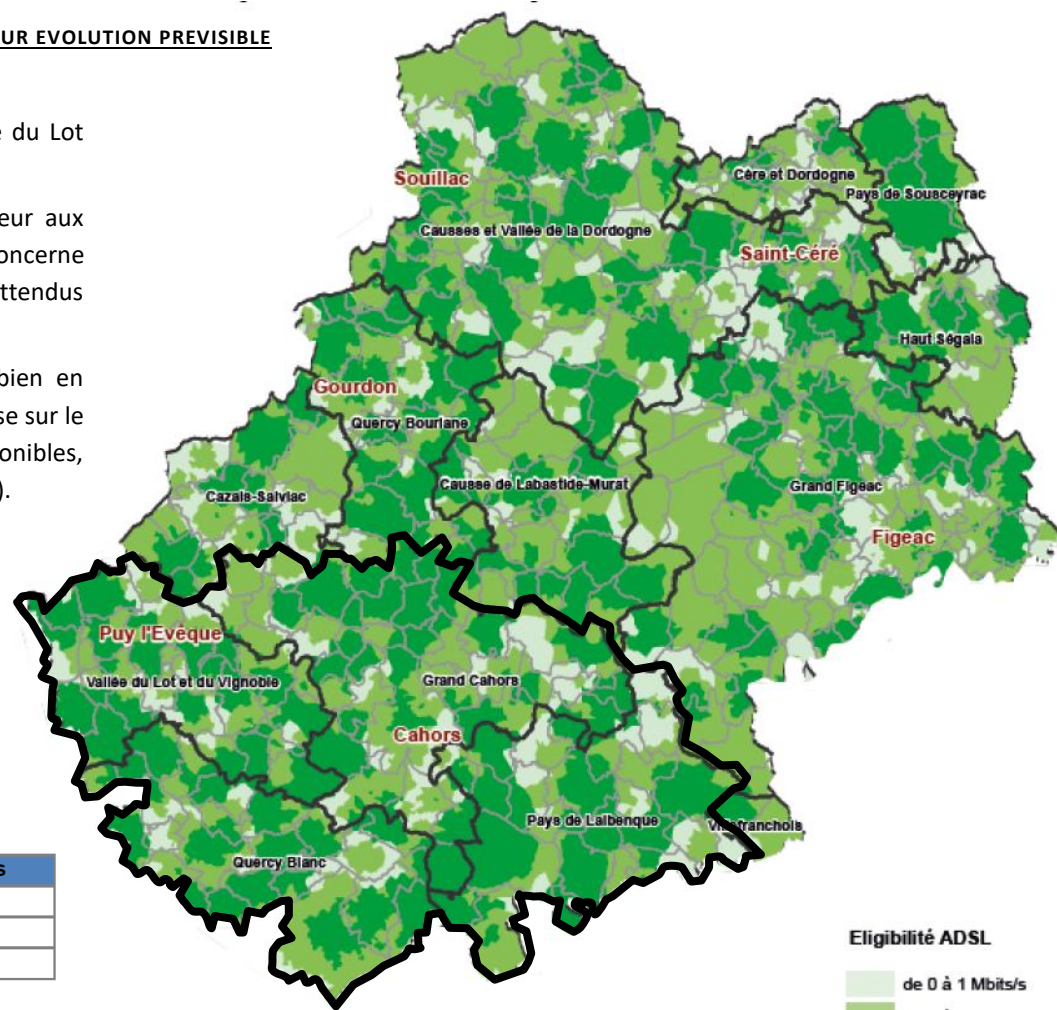 UR EVOLUTION PREVISIBLE
du Lot
eur aux
oncerne
ttendus
bien en
se sur le
onibles,
).
s
Souillac
Cère et Dordogne
Pays de Sousceyrac
Causses et Vallée de la Dordogne
Saint-Céré
Haut Ségala
Gourdon
Quercy Bouriane
Causse de Labastide-Murat
Grand Figeac
Cazals-Salviac
Figeac
Puy l'Evêque
Vallée du Lot et du Vignoble
Grand Cahors
Cahors
Pays de Lalbenque
Quercy Blanc
Eligibilité ADSL
de 0 à 1 Mbits/s